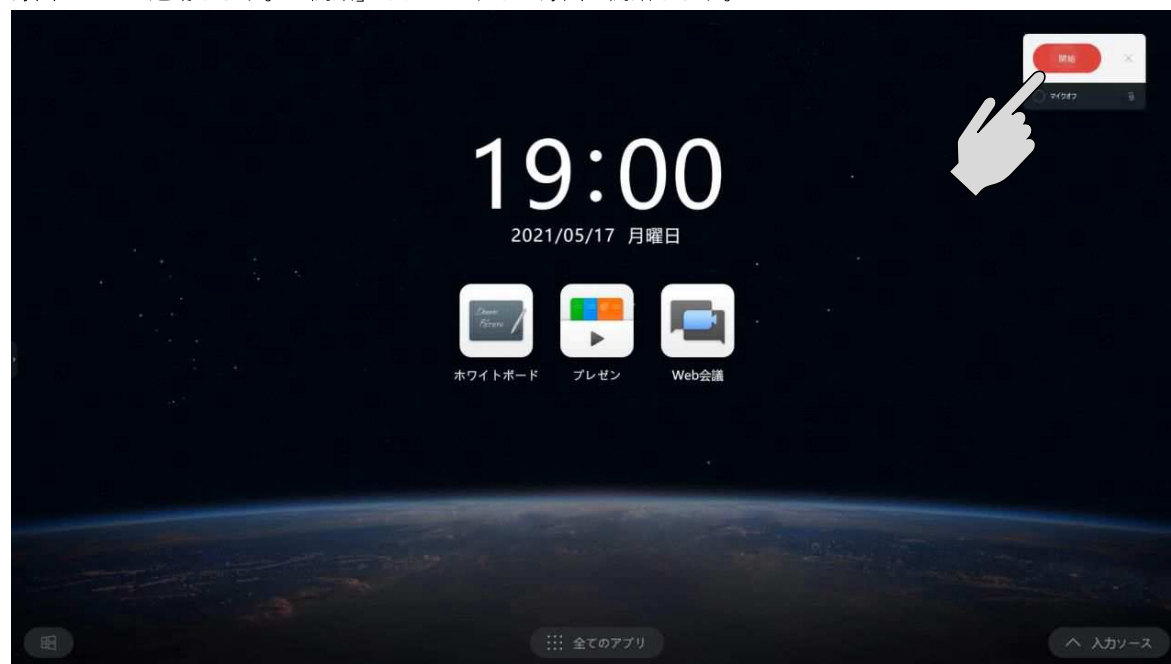 開始
マイクオフ
19:00
2021/05/17 月曜日
ホワイトボード
プレゼン
Web会議
全てのアプリ
入力ソース